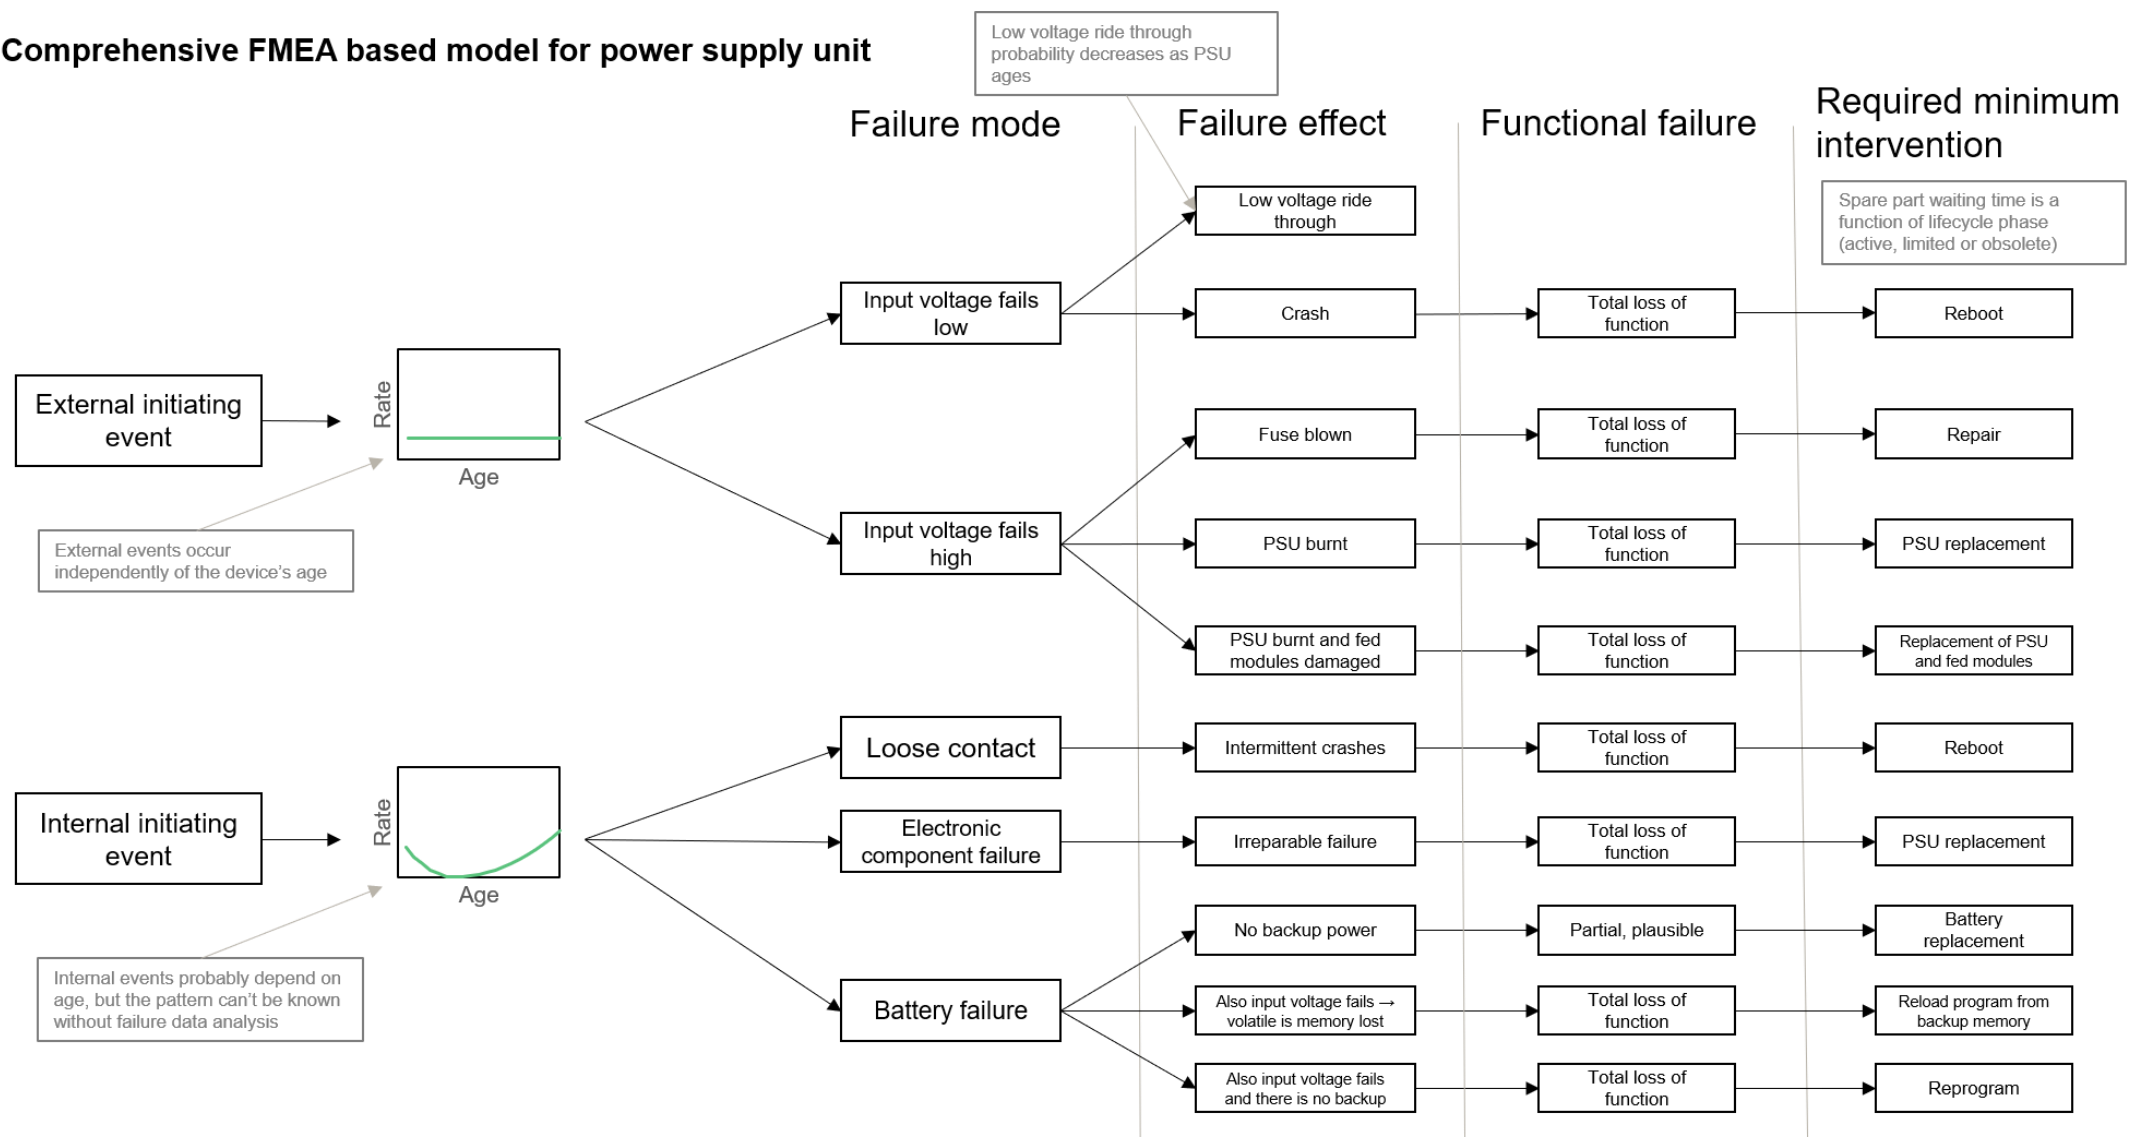 Comprehensive FMEA based model for power supply unit
Low voltage ride through
probability decreases as PSU
ages
Failure mode
Failure effect
Functional failure
Required minimum
intervention
Spare part waiting time is a
function of lifecycle phase
(active, limited or obsolete)
External initiating
event
Rate
Age
External events occur
independently of the device's age
Input voltage fails
low
Low voltage ride
through
Crash
Total loss of
function
Reboot
Input voltage fails
high
Fuse blown
Total loss of
function
Repair
PSU burnt
Total loss of
function
PSU replacement
PSU burnt and fed
modules damaged
Total loss of
function
Replacement of PSU
and fed modules
Internal initiating
event
Rate
Age
Internal events probably depend on
age, but the pattern can't be known
without failure data analysis
Loose contact
Intermittent crashes
Total loss of
function
Reboot
Electronic
component failure
Irreparable failure
Total loss of
function
PSU replacement
Battery failure
No backup power
Partial, plausible
Battery
replacement
Also input voltage fails →
volatile is memory lost
Total loss of
function
Reload program from
backup memory
Also input voltage fails
and there is no backup
Total loss of
function
Reprogram